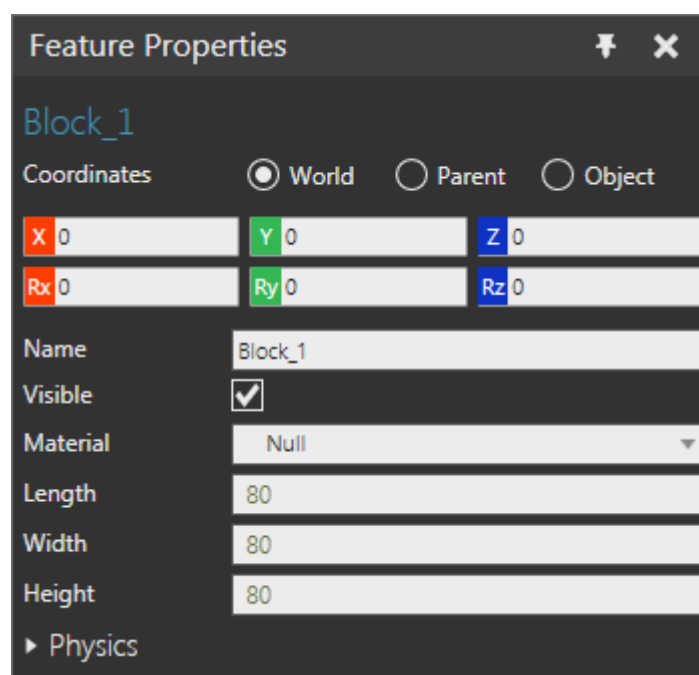 Feature Properties
Block_1
Coordinates World Parent Object
X 0 Y 0 Z 0
Rx 0 Ry 0 Rz 0
Name Block_1
Visible
Material Null
Length 80
Width 80
Height 80
Physics